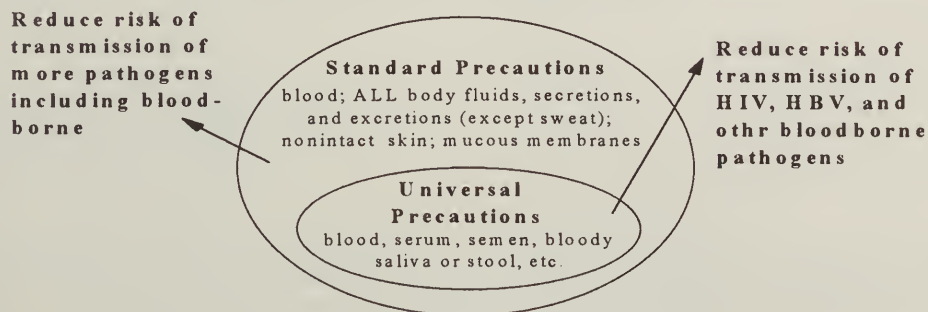 Reduce risk of
transmission of
more pathogens
including blood-
borne
Standard Precautions
blood; ALL body fluids, secretions,
and excretions (except sweat);
nonintact skin; mucous membranes
Universal
Precautions
blood, serum, semen, bloody
saliva or stool, etc.
Reduce risk of
transmission of
HIV, HBV, and
othr bloodborne
pathogens